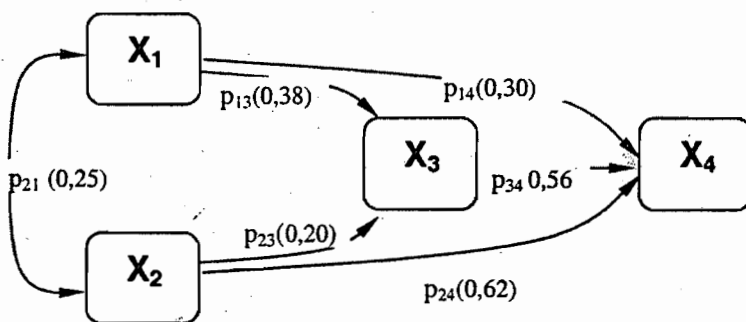 X₁
p₁₃(0,38)
p₁₄(0,30)
X₃
X₄
p₂₁ (0,25)
p₃₄ 0,56
p₂₃(0,20)
X₂
p₂₄(0,62)